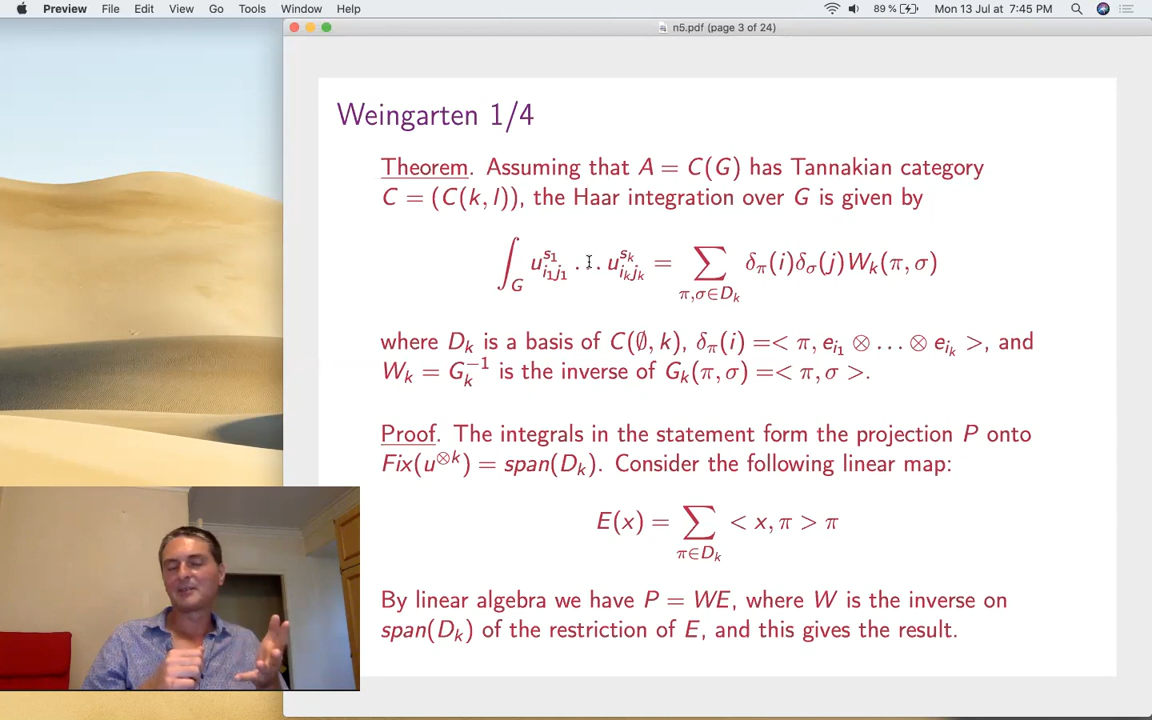 Preview File Edit View Go Tools Window Help 89 % Mon 13 Jul at 7:45 PM
n5.pdf (page 3 of 24)
Weingarten 1/4
Theorem. Assuming that A = C(G) has Tannakian category
C = (C(k, l)), the Haar integration over G is given by
∫_G u_{i_1j_1}^{s_1} . . . u_{i_kj_k}^{s_k} = ∑_{π,σ∈D_k} δ_π(i)δ_σ(j)W_k(π, σ)
where D_k is a basis of C(∅, k), δ_π(i) =< π, e_{i_1} ⊗ . . . ⊗ e_{i_k} >, and
W_k = G_k^{-1} is the inverse of G_k(π, σ) =< π, σ >.
Proof. The integrals in the statement form the projection P onto
Fix(u^{⊗k}) = span(D_k). Consider the following linear map:
E(x) = ∑_{π∈D_k} < x, π > π
By linear algebra we have P = WE, where W is the inverse on
span(D_k) of the restriction of E, and this gives the result.